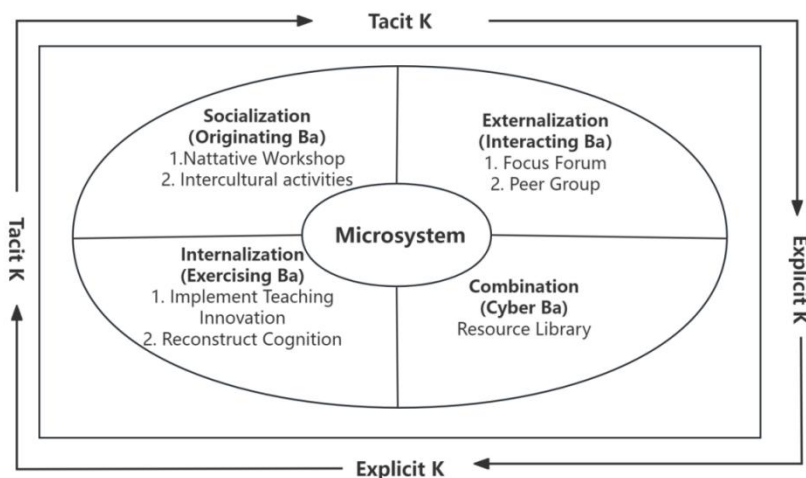 Tacit K
Socialization
(Originating Ba)
1.Nattative Workshop
2. Intercultural activities
Externalization
(Interacting Ba)
1. Focus Forum
2. Peer Group
Microsystem
Tacit K
Explicit K
Internalization
(Exercising Ba)
1. Implement Teaching
Innovation
2. Reconstruct Cognition
Combination
(Cyber Ba)
Resource Library
Explicit K